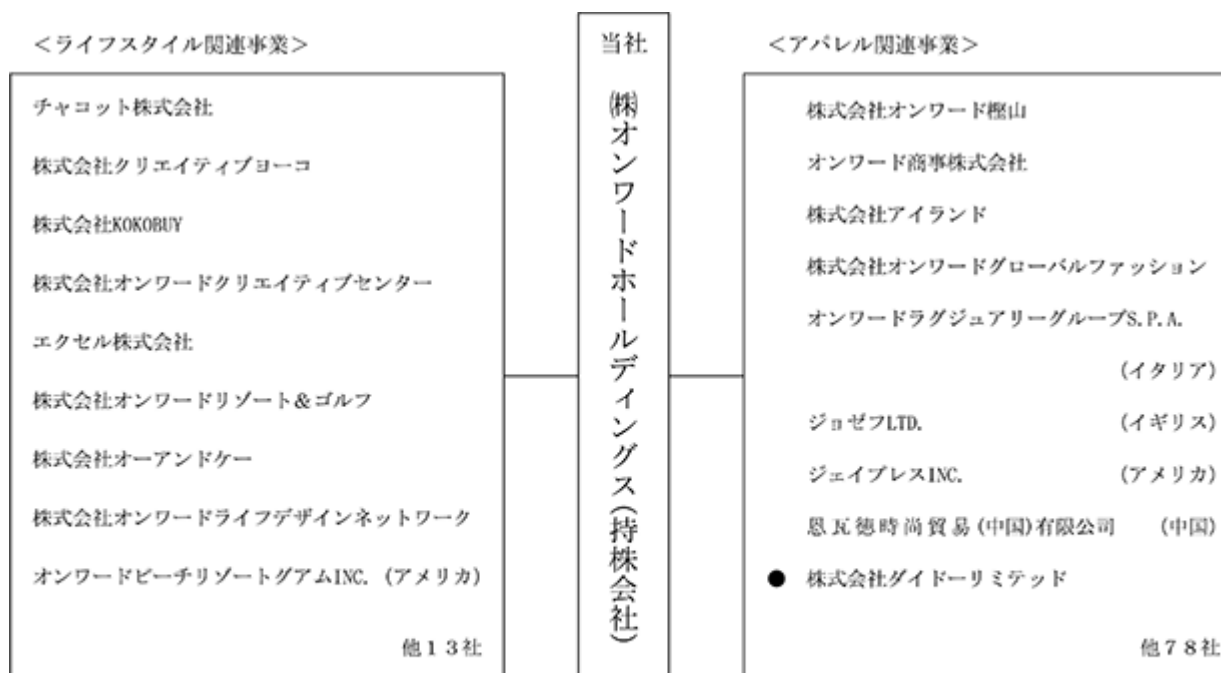 ＜ライフスタイル関連事業＞
チャコット株式会社
株式会社クリエイティブヨーコ
株式会社KOKOBUY
株式会社オンワードクリエイティブセンター
エクセル株式会社
株式会社オンワードリゾート＆ゴルフ
株式会社オーアンドケー
株式会社オンワードライフデザインネットワーク
オンワードビーチリゾートグアムINC. (アメリカ)
他１３社
当社
㈱オンワードホールディングス(持株会社)
＜アパレル関連事業＞
株式会社オンワード樫山
オンワード商事株式会社
株式会社アイランド
株式会社オンワードグローバルファッション
オンワードラグジュアリーグループS.P.A.
(イタリア)
ジョゼフLTD. (イギリス)
ジェイプレスINC. (アメリカ)
恩瓦徳時尚貿易(中国)有限公司 (中国)
● 株式会社ダイドーリミテッド
他７８社